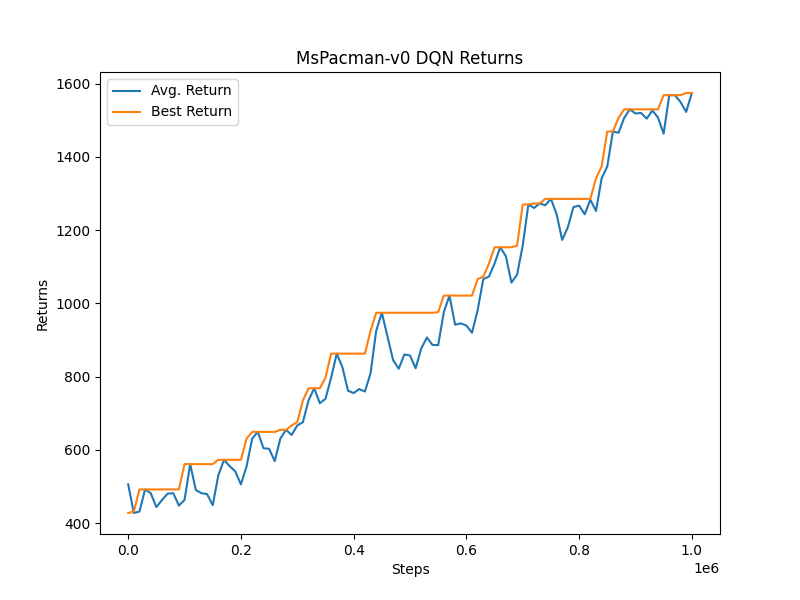 MsPacman-v0 DQN Returns
Avg. Return
Best Return
1600
1400
1200
1000
800
600
400
Returns
0.0 0.2 0.4 0.6 0.8 1.0
1e6
Steps